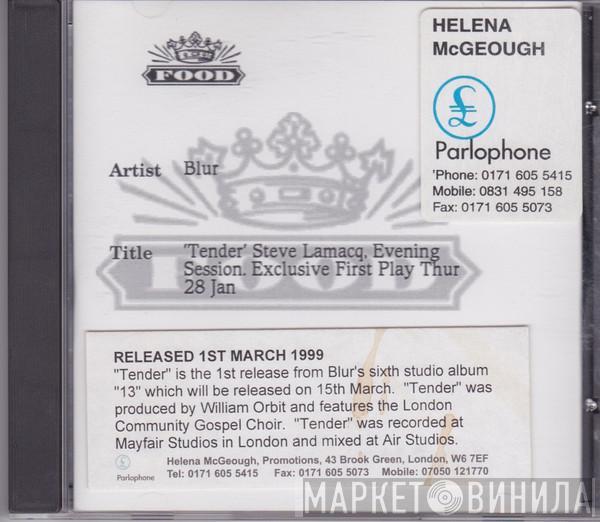 FOOD
HELENA
McGEOUGH
£
Parlophone
'Phone: 0171 605 5415
Mobile: 0831 495 158
Fax: 0171 605 5073
Artist Blur
Title 'Tender' Steve Lamacq, Evening
Session. Exclusive First Play Thur
28 Jan
FOOD
RELEASED 1ST MARCH 1999
"Tender" is the 1st release from Blur's sixth studio album
"13" which will be released on 15th March. "Tender" was
produced by William Orbit and features the London
Community Gospel Choir. "Tender" was recorded at
Mayfair Studios in London and mixed at Air Studios.
£
Parlophone
Helena McGeough, Promotions, 43 Brook Green, London, W6 7EF
Tel: 0171 605 5415 Fax: 0171 605 5073 Mobile: 07050 121770
МАРКЕТ ВИНИЛА